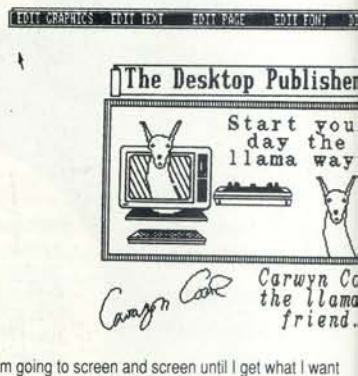 EDIT GRAPHICS EDIT TEXT EDIT PAGE EDIT FONT
The Desktop Publisher
Start you
day the
llama way
Carwyn Co
the llama
friend.
m going to screen and screen until I get what I want